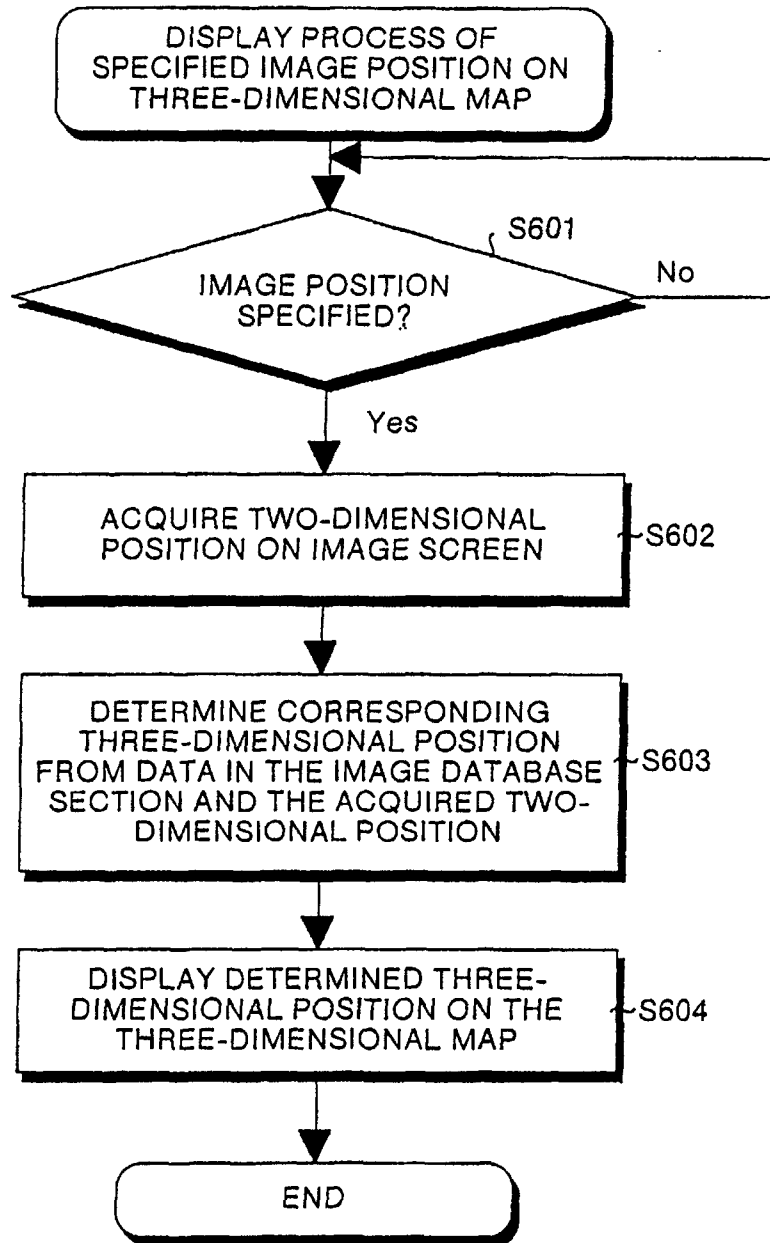 DISPLAY PROCESS OF
SPECIFIED IMAGE POSITION ON
THREE-DIMENSIONAL MAP
S601
IMAGE POSITION
SPECIFIED?
No
Yes
ACQUIRE TWO-DIMENSIONAL
POSITION ON IMAGE SCREEN
S602
DETERMINE CORRESPONDING
THREE-DIMENSIONAL POSITION
FROM DATA IN THE IMAGE DATABASE
SECTION AND THE ACQUIRED TWO-
DIMENSIONAL POSITION
S603
DISPLAY DETERMINED THREE-
DIMENSIONAL POSITION ON THE
THREE-DIMENSIONAL MAP
S604
END